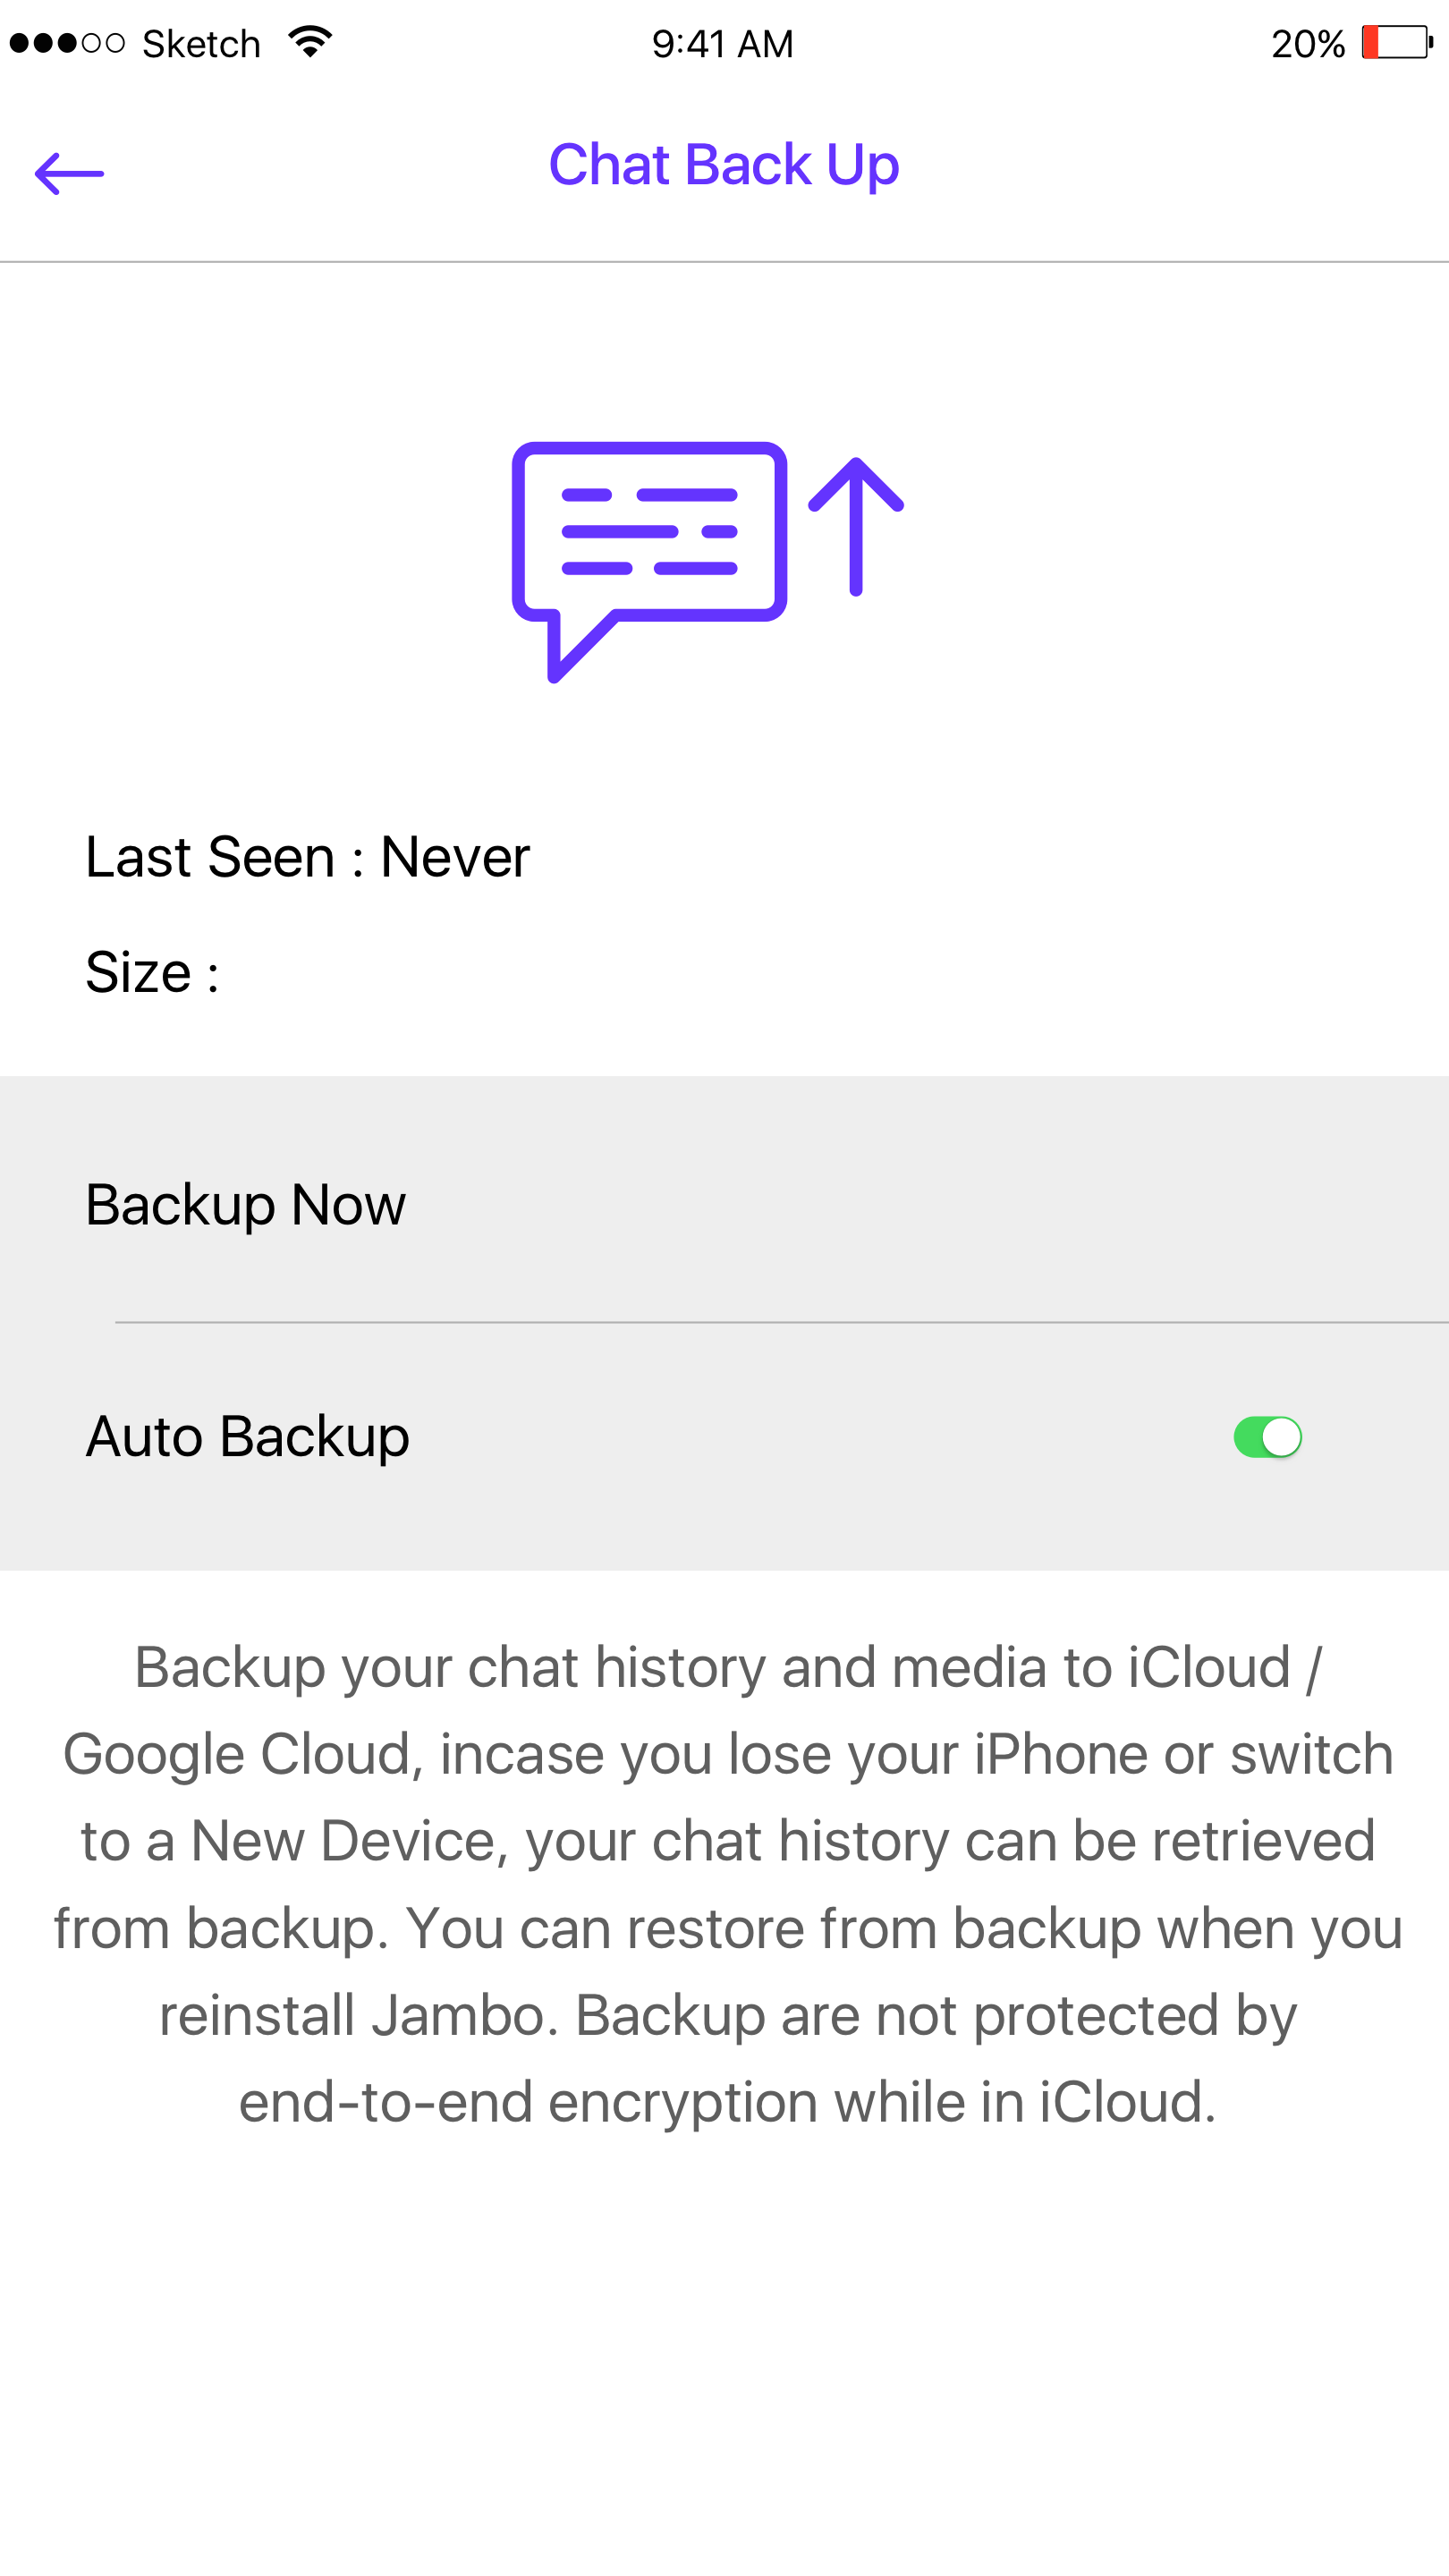 Sketch 9:41 AM 20%
Chat Back Up
Last Seen : Never
Size :
Backup Now
Auto Backup
Backup your chat history and media to iCloud /
Google Cloud, incase you lose your iPhone or switch
to a New Device, your chat history can be retrieved
from backup. You can restore from backup when you
reinstall Jambo. Backup are not protected by
end-to-end encryption while in iCloud.